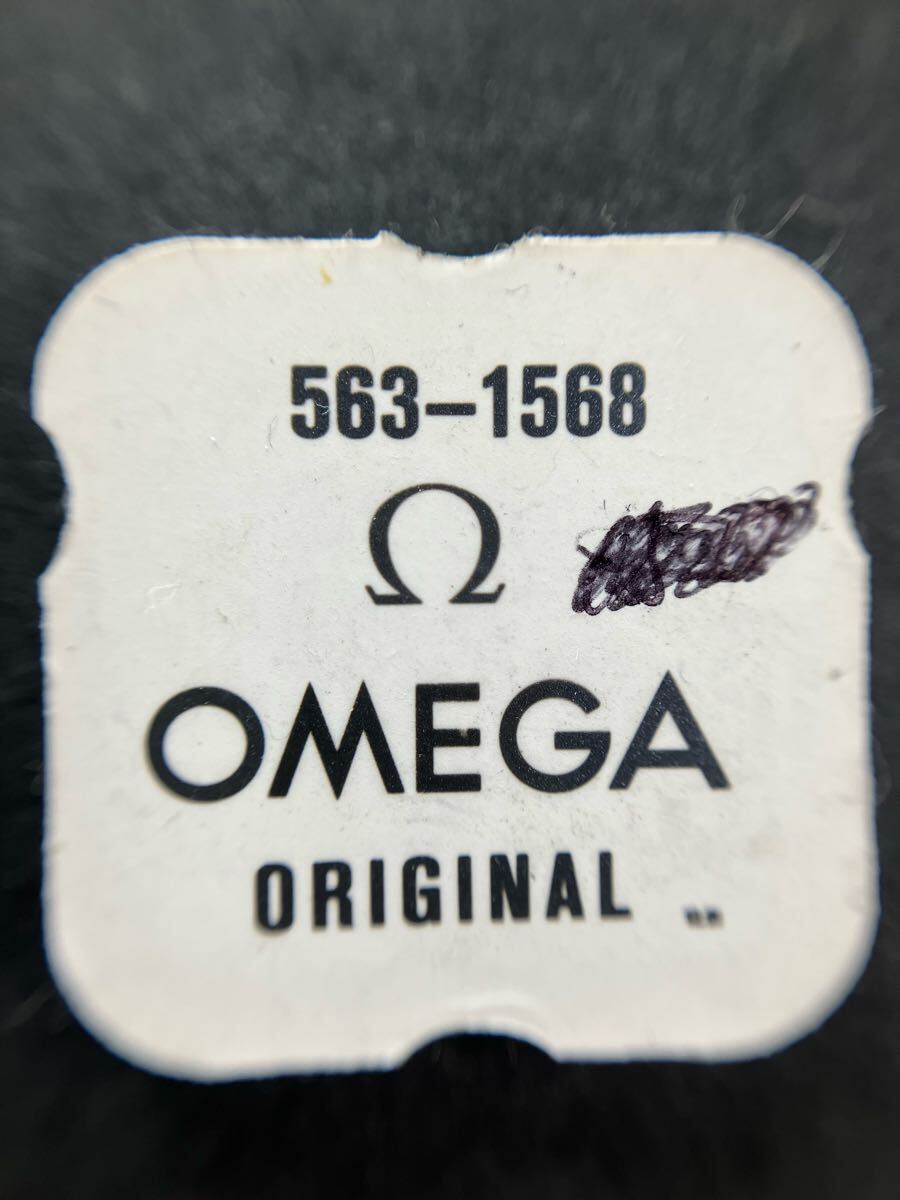 563-1568
Ω
OMEGA
ORIGINAL